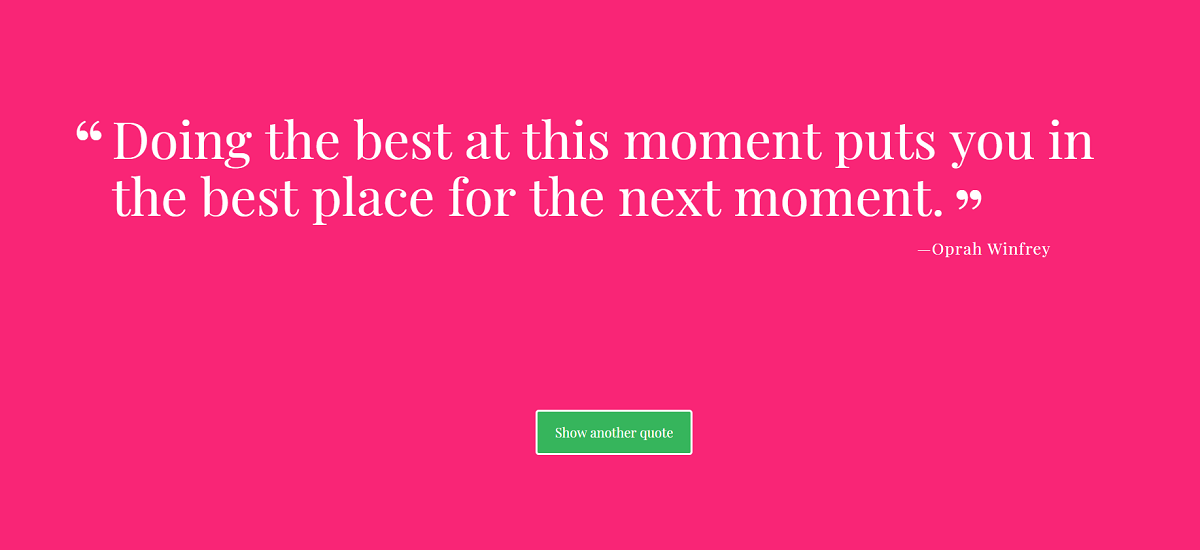 “ Doing the best at this moment puts you in
the best place for the next moment. ”
—Oprah Winfrey
Show another quote